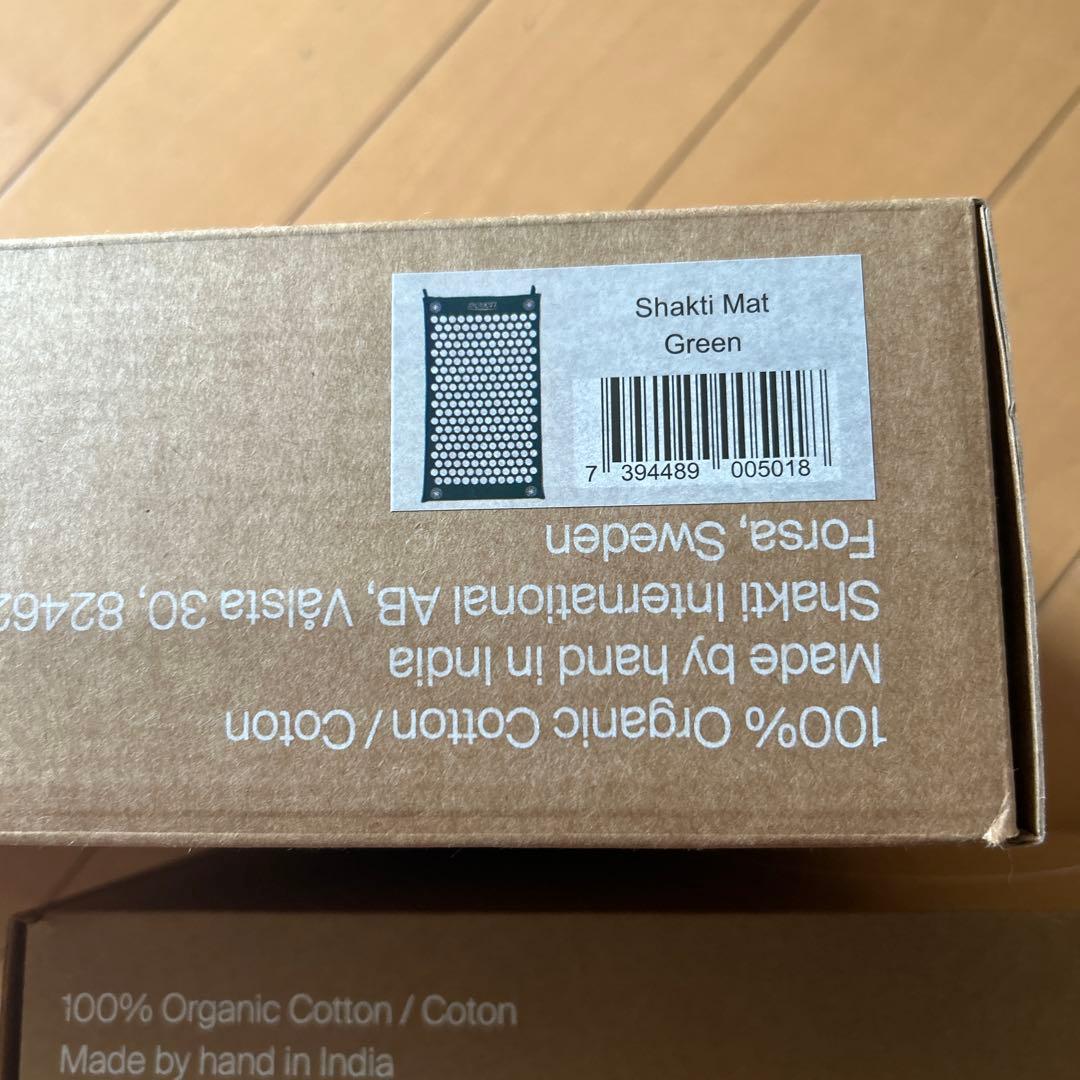 Shakti Mat
Green
7 394489 005018
100% Organic Cotton / Coton
Made by hand in India
Shakti International AB, Vålsta 30, 82462
Forsa, Sweden
100% Organic Cotton / Coton
Made by hand in India